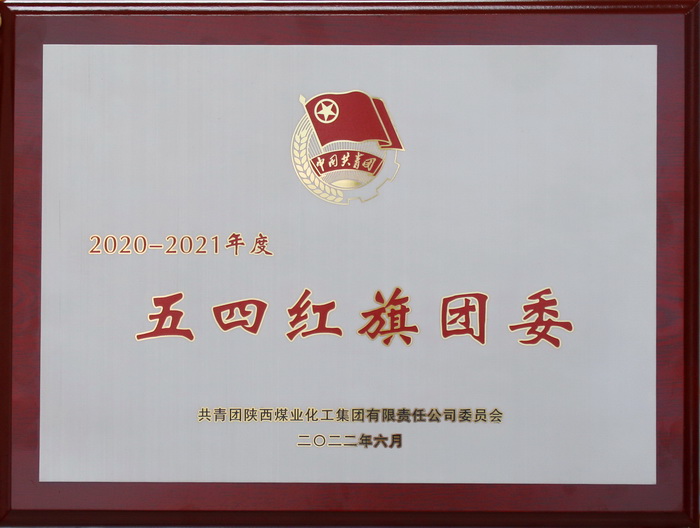 中国共青团
2020-2021年度
五四红旗团委
共青团陕西煤业化工集团有限责任公司委员会
二〇二二年六月